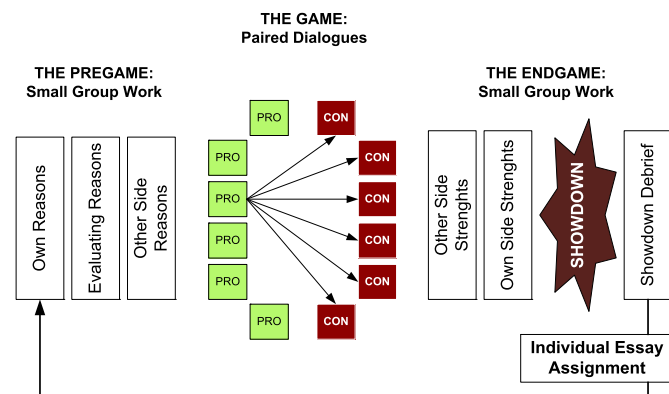 THE GAME:
Paired Dialogues
THE PREGAME:
Small Group Work
Own Reasons
Evaluating Reasons
Other Side
Reasons
PRO
CON
PRO
CON
PRO
CON
PRO
CON
PRO
CON
PRO
CON
THE ENDGAME:
Small Group Work
Other Side
Strenghts
Own Side Strenghts
SHOWDOWN
Showdown Debrief
Individual Essay
Assignment